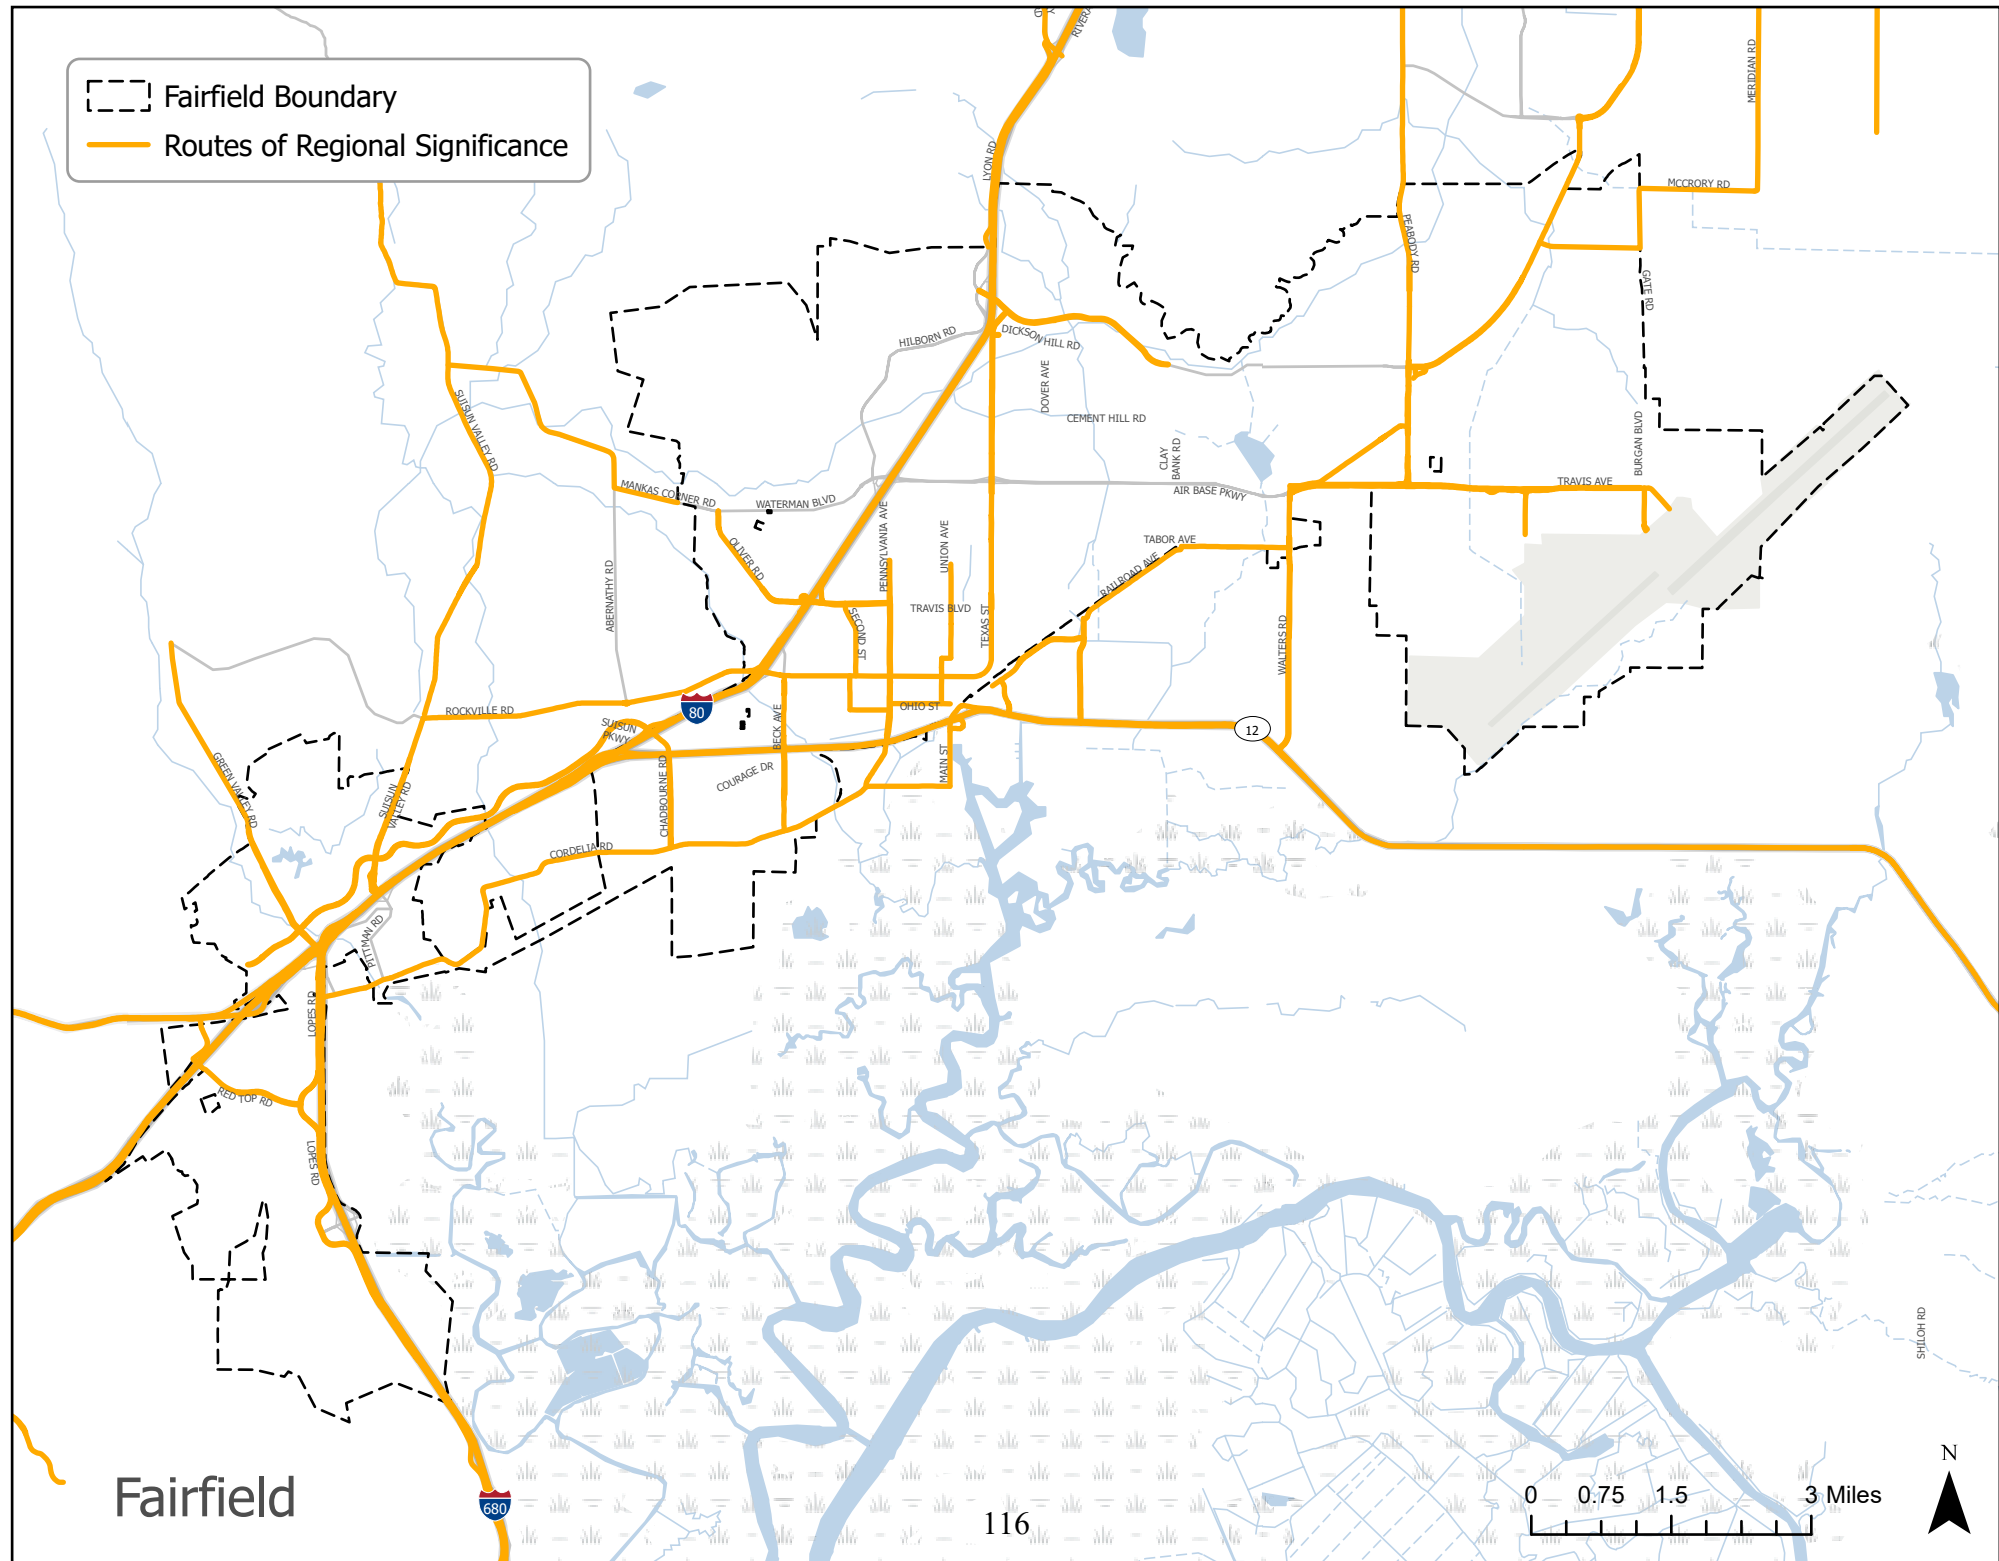 Fairfield Boundary
Routes of Regional Significance
RIVERA
LYON RD
MERIDIAN RD
MCCRORY RD
PEABODY RD
GATE RD
HILBORN RD
DICKSON HILL RD
DOVER AVE
CEMENT HILL RD
SUISUN VALLEY RD
CLAY
BANK RD
BURGAN BLVD
MANKAS CORNER RD
WATERMAN BLVD
AIR BASE PKWY
TRAVIS AVE
OLIVER RD
PENNSYLVANIA AVE
UNION AVE
TABOR AVE
RAILROAD AVE
ABERNATHY RD
TRAVIS BLVD
SECOND ST
TEXAS ST
WALTERS RD
ROCKVILLE RD
80
OHIO ST
SUISUN
PKWY
BECK AVE
12
MAIN ST
GREEN VALLEY RD
SUISUN
VALLEY RD
CHADBOURNE RD
COURAGE DR
CORDELIA RD
PITTMAN RD
LOPES RD
RED TOP RD
LOPES RD
SHILOH RD
Fairfield
680
116
0 0.75 1.5 3 Miles
N